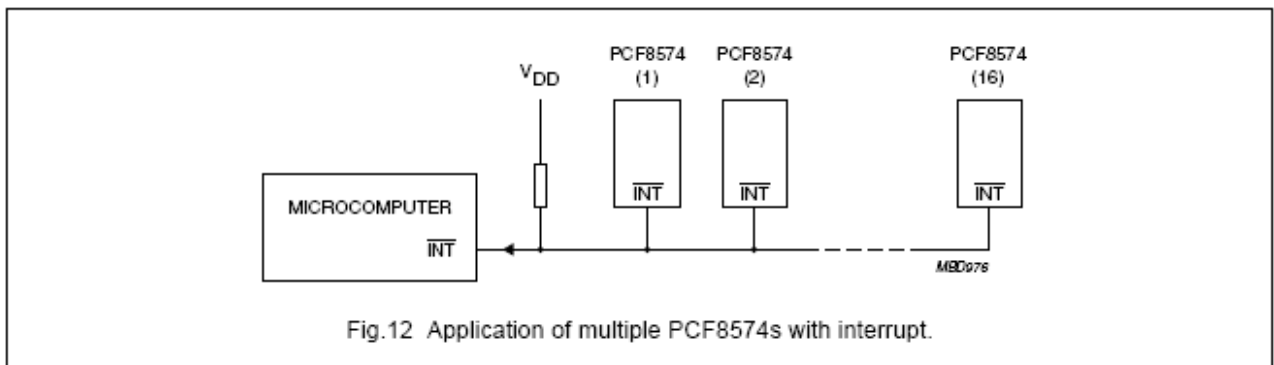 PCF8574 PCF8574 PCF8574
(1) (2) (16)
VDD
INT INT INT
MICROCOMPUTER
INT
MBD976
Fig.12 Application of multiple PCF8574s with interrupt.